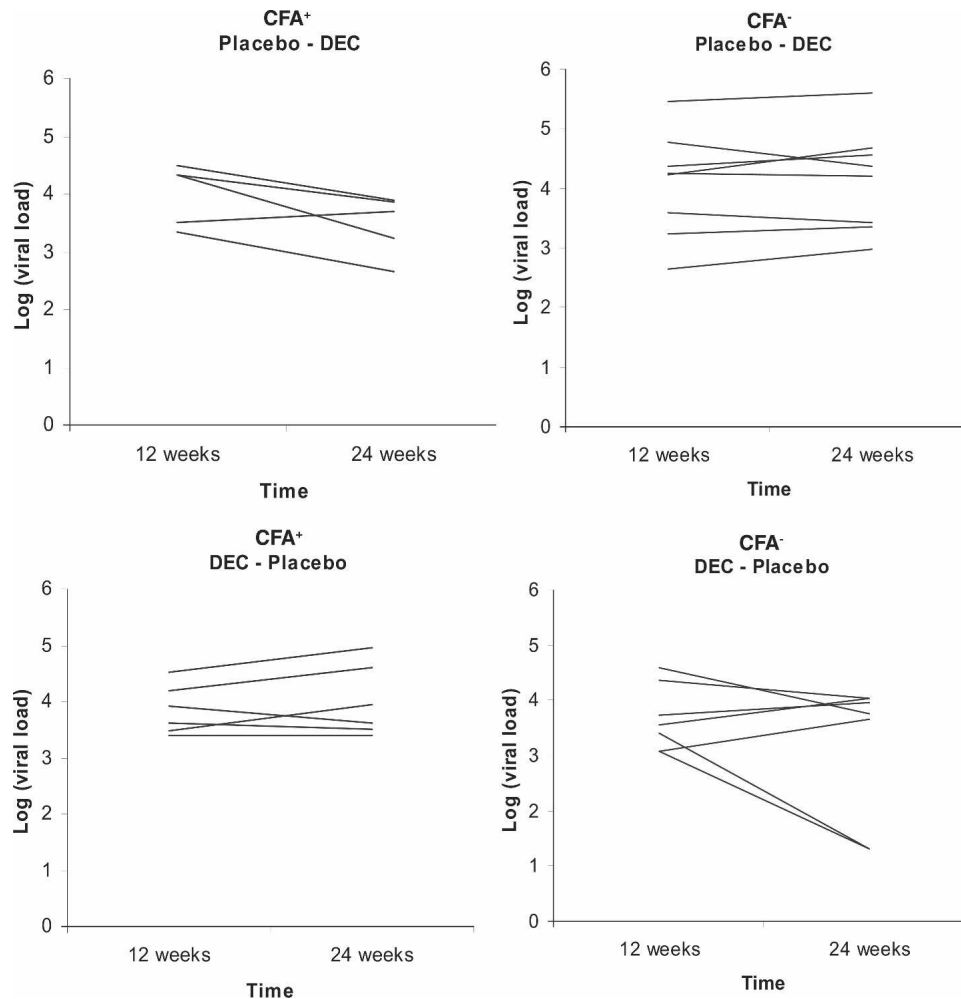 CFA⁺
Placebo - DEC
Log (viral load)
6
5
4
3
2
1
0
12 weeks
24 weeks
Time
CFA⁻
Placebo - DEC
Log (viral load)
6
5
4
3
2
1
0
12 weeks
24 weeks
Time
CFA⁺
DEC - Placebo
Log (viral load)
6
5
4
3
2
1
0
12 weeks
24 weeks
Time
CFA⁻
DEC - Placebo
Log (viral load)
6
5
4
3
2
1
0
12 weeks
24 weeks
Time